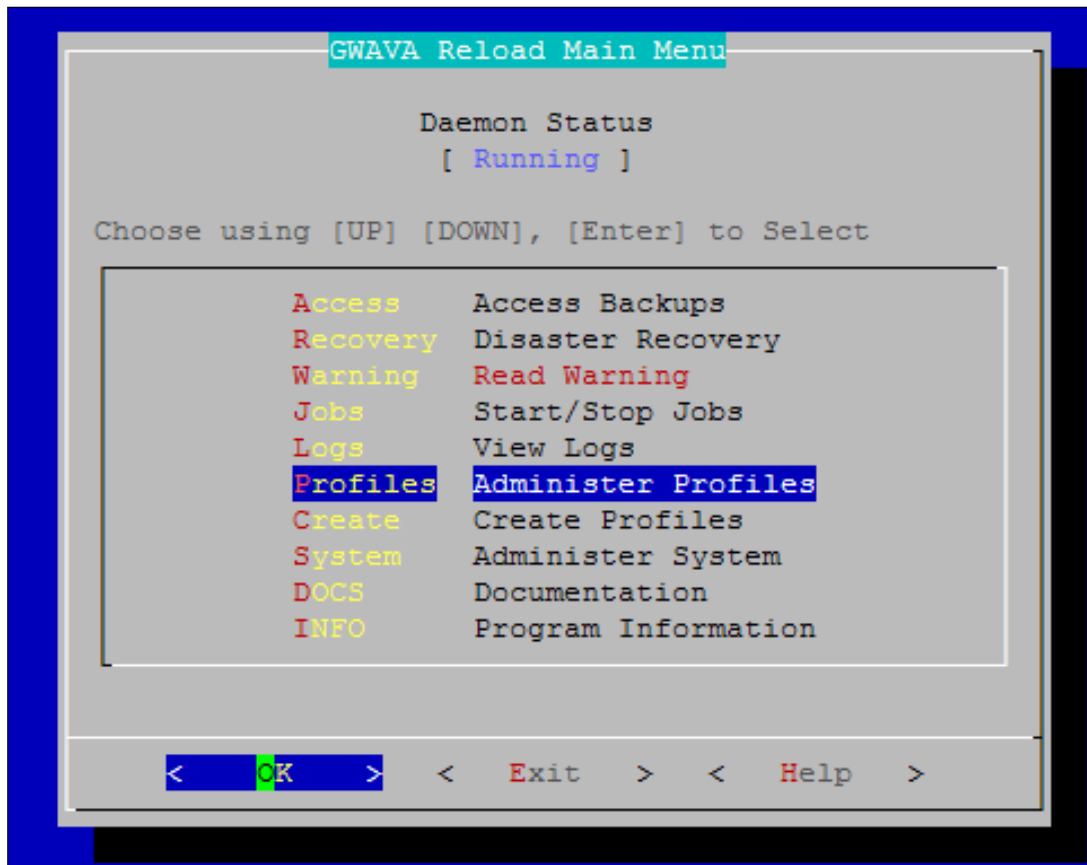 GWAVA Reload Main Menu
Daemon Status
[ Running ]
Choose using [UP] [DOWN], [Enter] to Select
Access Access Backups
Recovery Disaster Recovery
Warning Read Warning
Jobs Start/Stop Jobs
Logs View Logs
Profiles Administer Profiles
Create Create Profiles
System Administer System
DOCS Documentation
INFO Program Information
< OK > < Exit > < Help >